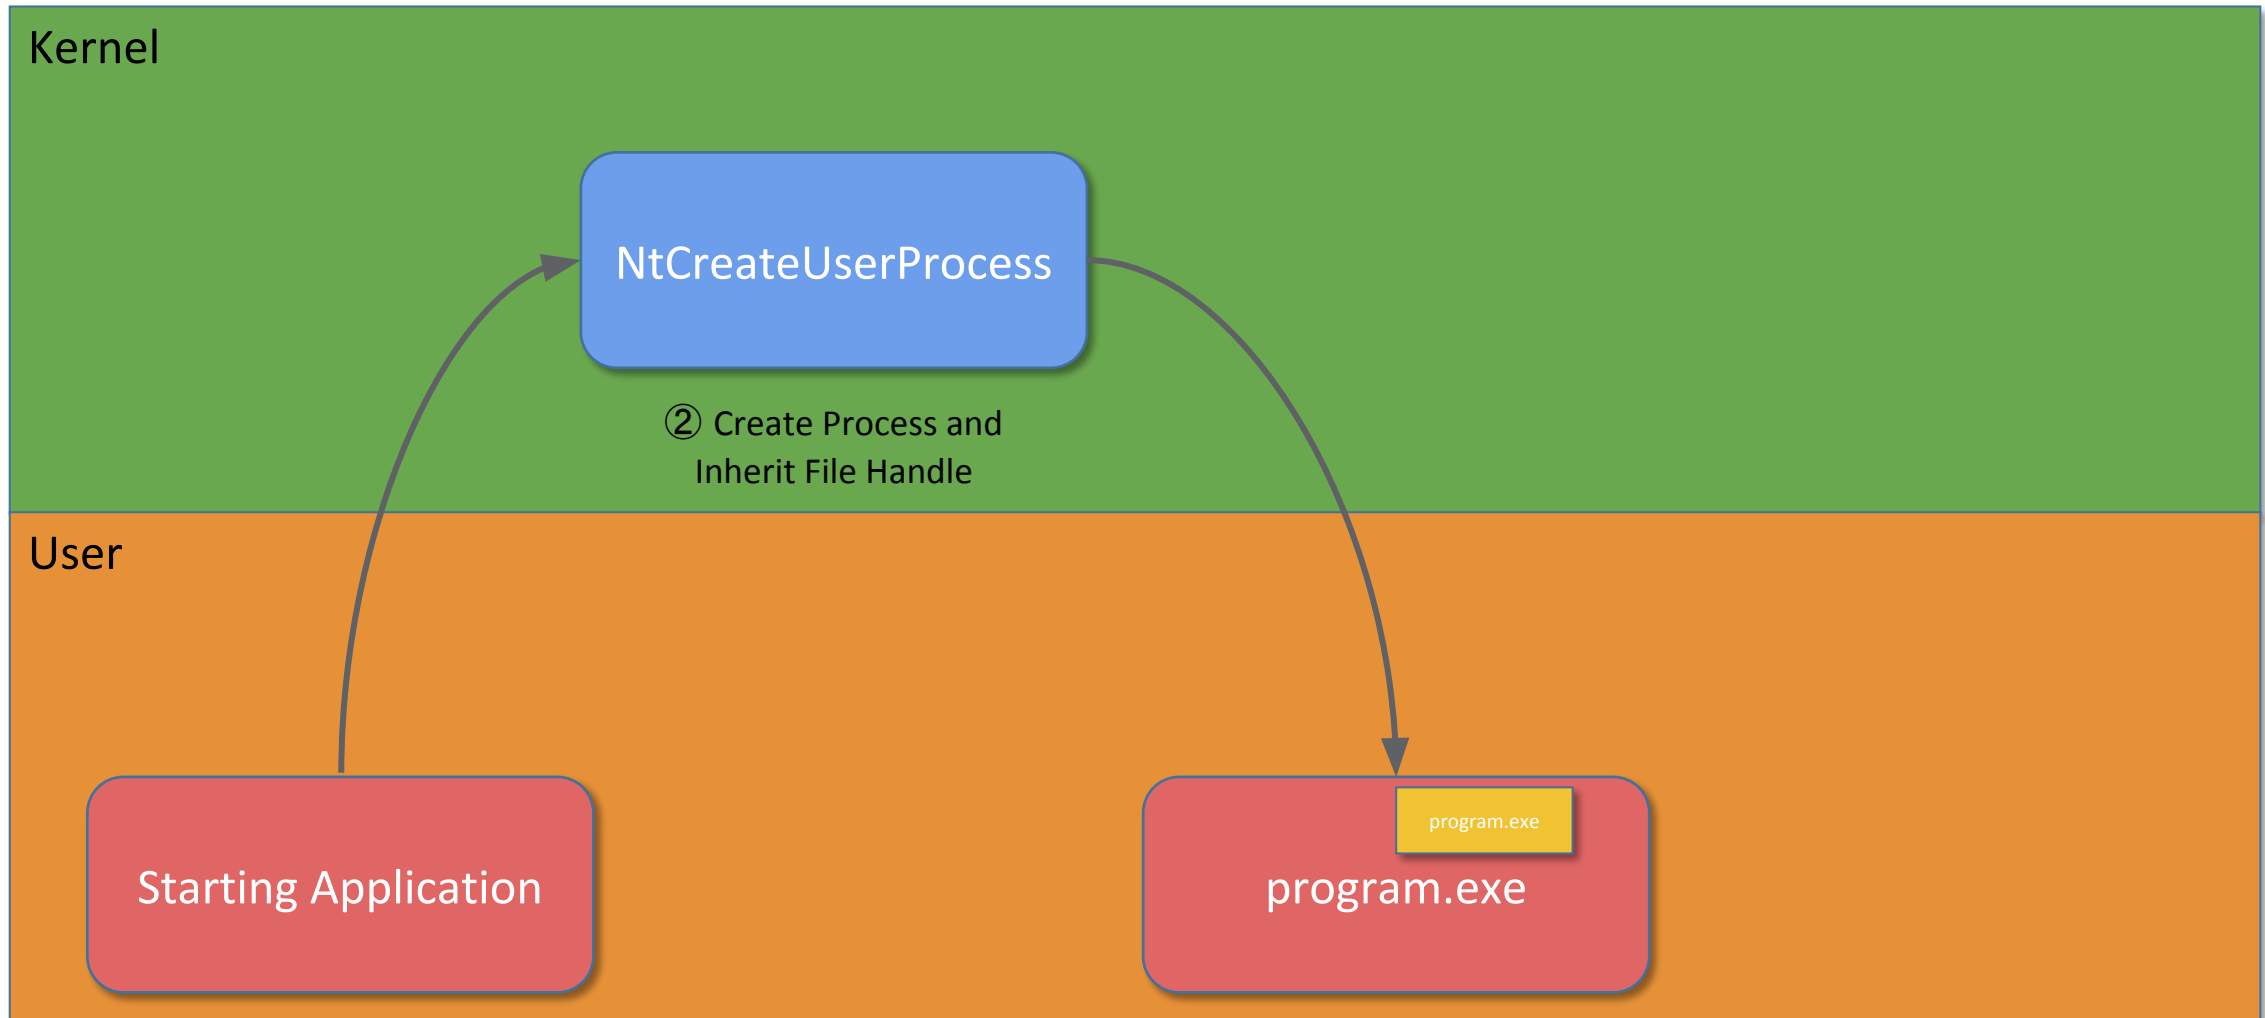 Kernel
NtCreateUserProcess
② Create Process and
Inherit File Handle
User
program.exe
Starting Application
program.exe